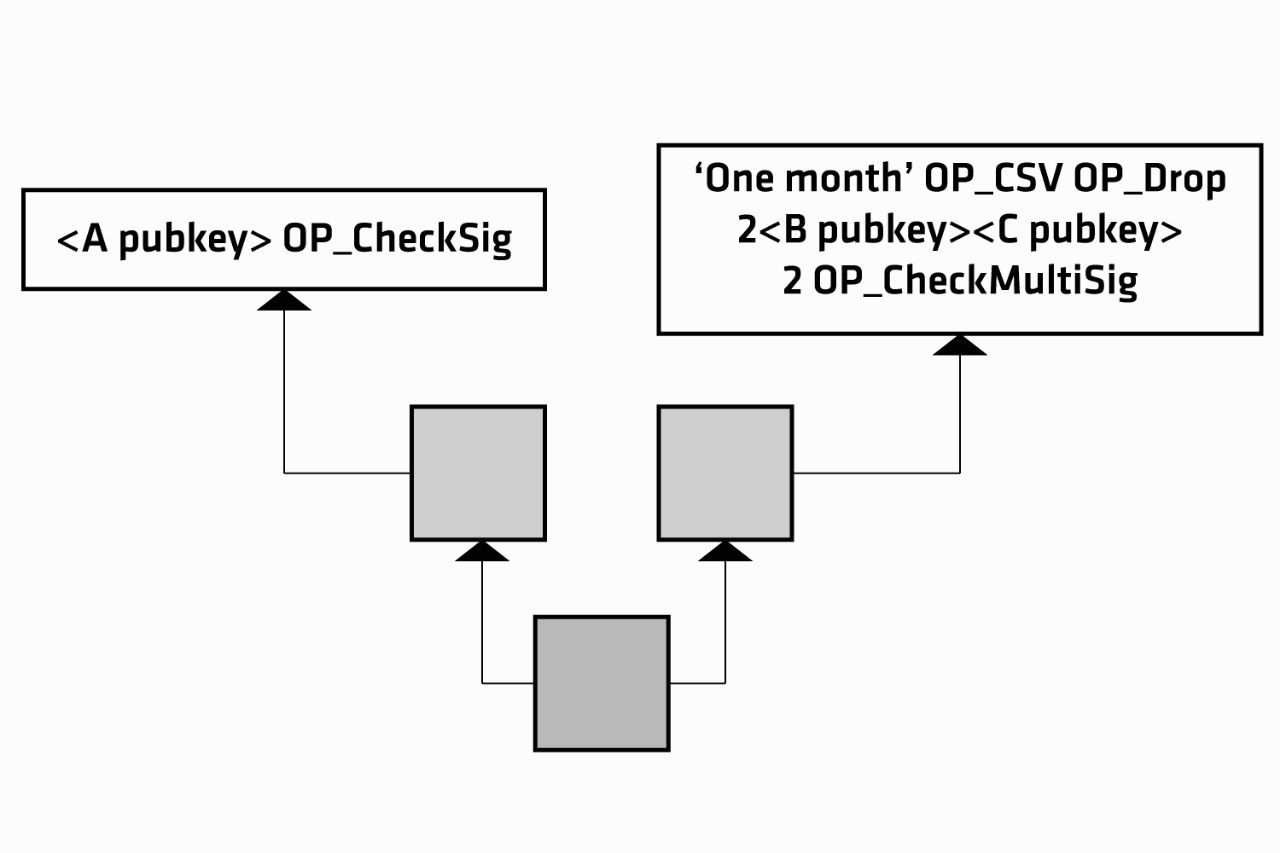 <A pubkey> OP_CheckSig
‘One month’ OP_CSV OP_Drop
2<B pubkey><C pubkey>
2 OP_CheckMultiSig